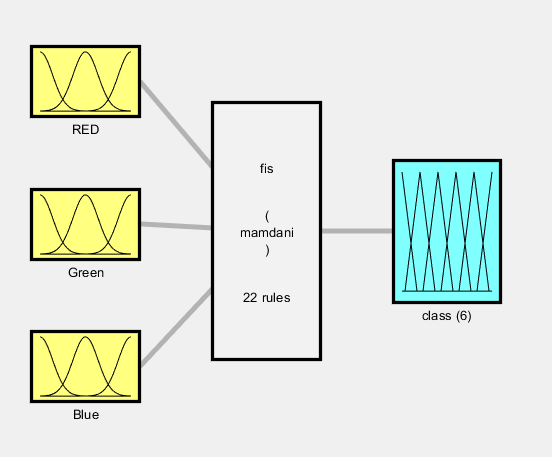 RED
Green
Blue
fis
(
mamdani
)
22 rules
class (6)